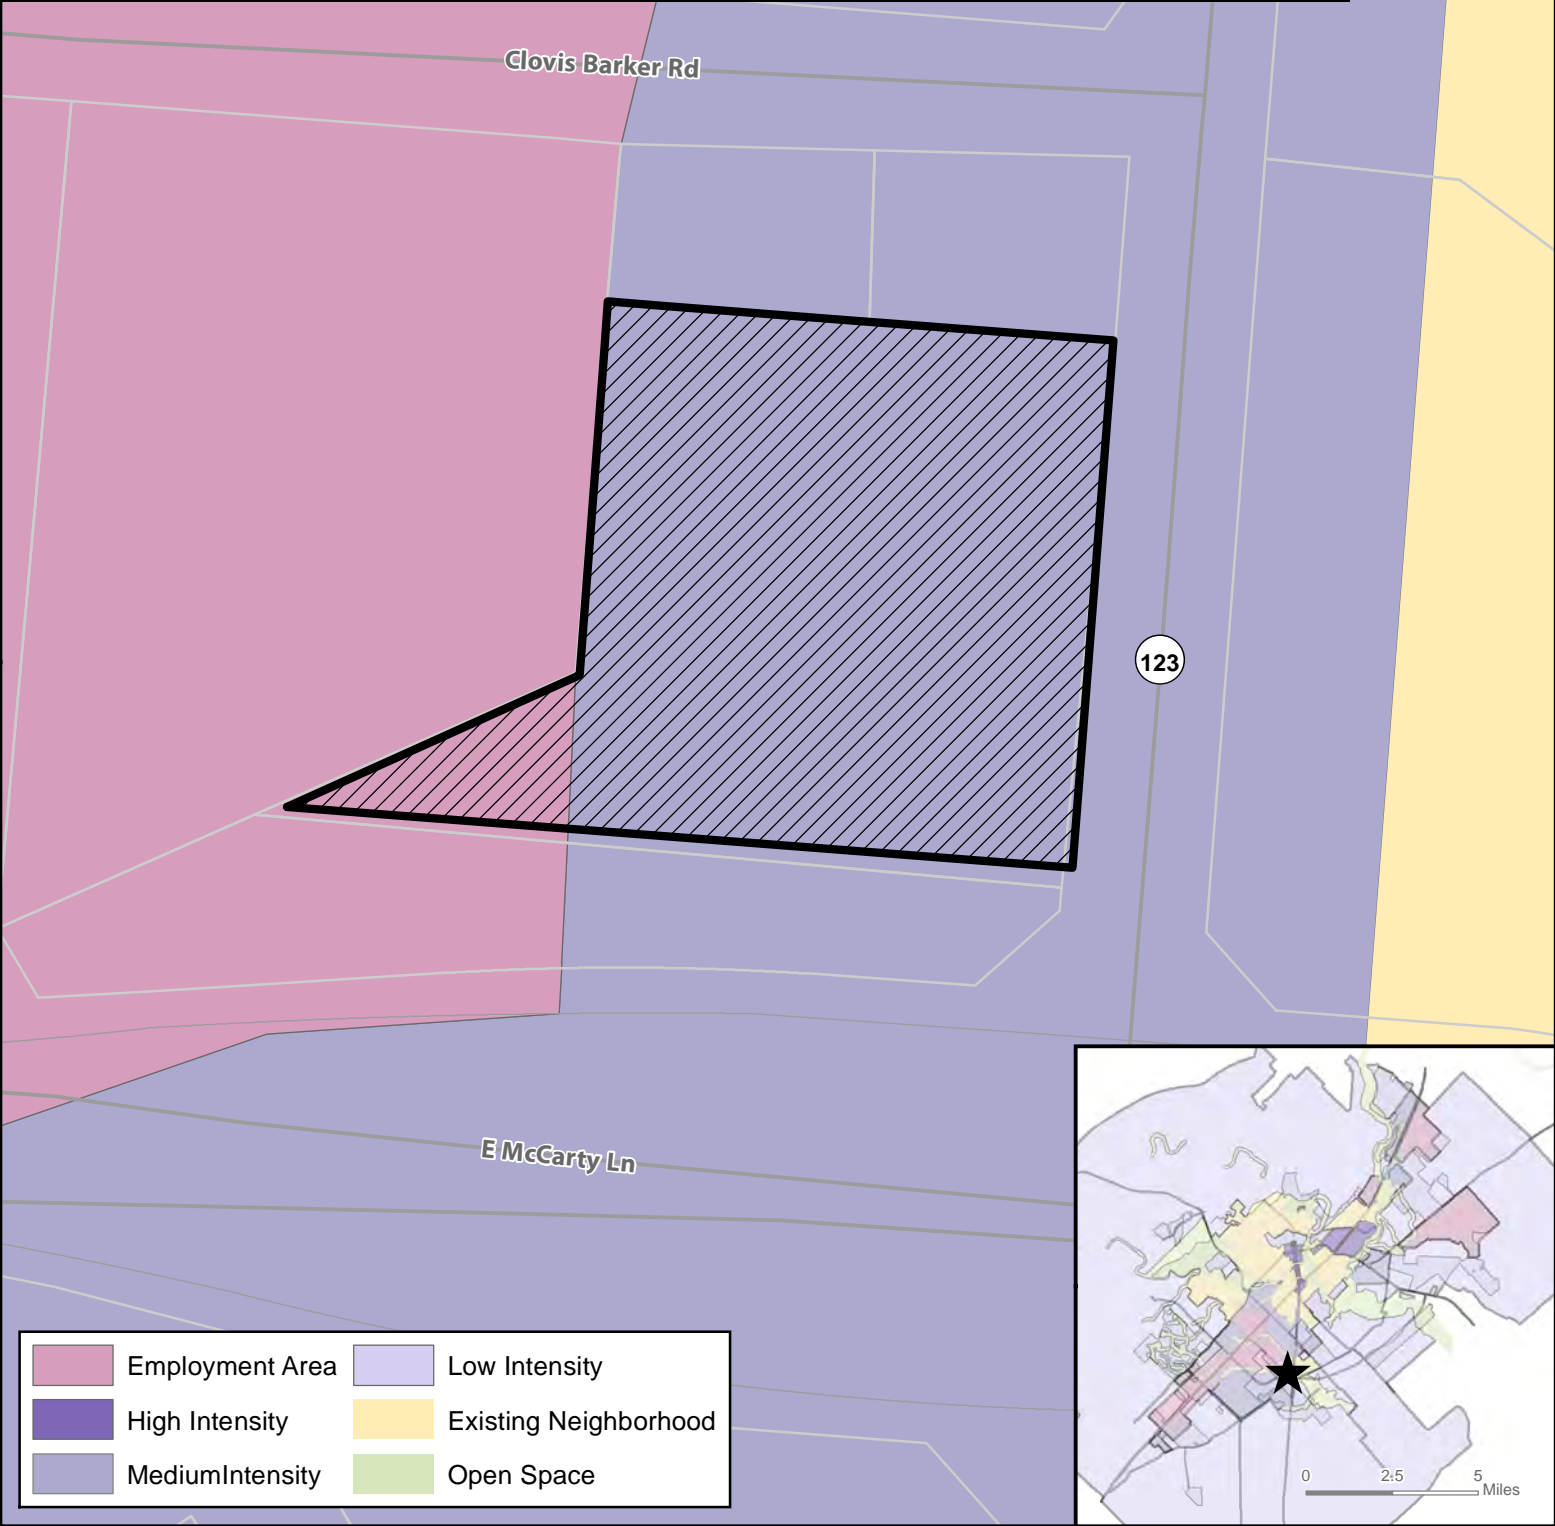 Clovis Barker Rd
123
E McCarty Ln
Employment Area
Low Intensity
High Intensity
Existing Neighborhood
MediumIntensity
Open Space
0 2.5 5
Miles